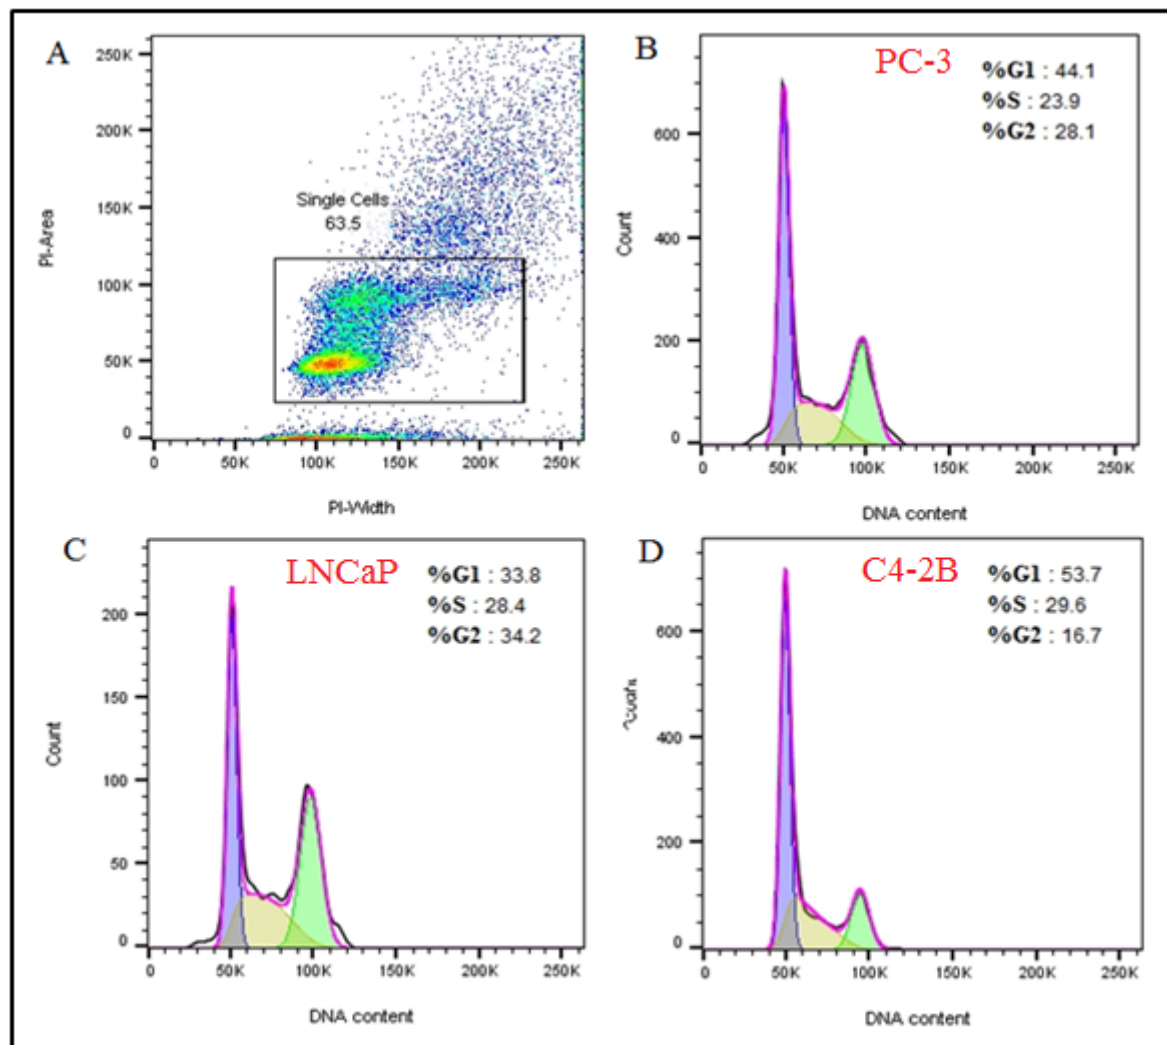 A
250K
200K
150K
100K
50K
0
PI-Area
Single Cells
63.5
0
50K
100K
150K
200K
250K
PI-Width
B
PC-3
%G1 : 44.1
%S : 23.9
%G2 : 28.1
600
400
200
0
Count
0
50K
100K
150K
200K
250K
DNA content
C
LNCaP
%G1 : 33.8
%S : 28.4
%G2 : 34.2
200
150
100
50
0
Count
0
50K
100K
150K
200K
250K
DNA content
D
C4-2B
%G1 : 53.7
%S : 29.6
%G2 : 16.7
600
400
200
0
0
50K
100K
150K
200K
250K
DNA content